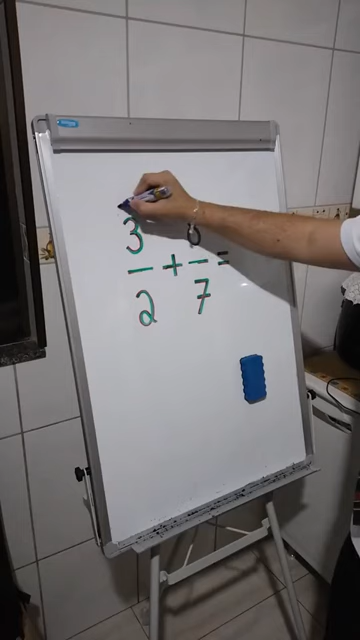 3
— + — =
2 7